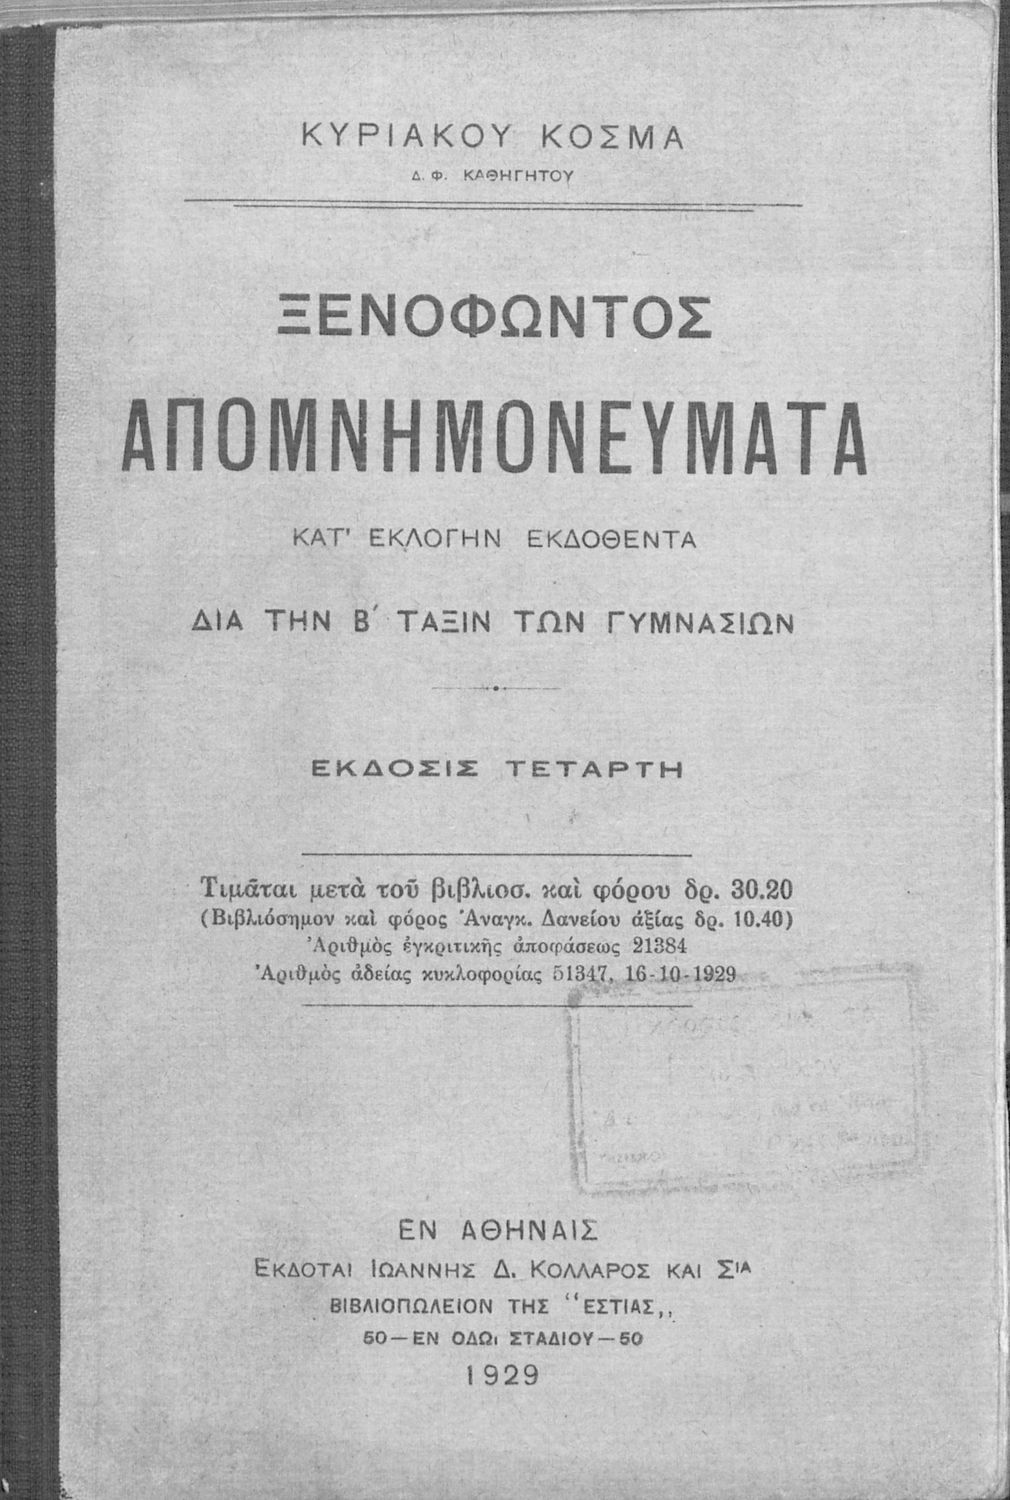 ΚΥΡΙΑΚΟΥ ΚΟΣΜΑ
Δ. Φ. ΚΑΘΗΓΗΤΟΥ
ΞΕΝΟΦΩΝΤΟΣ
ΑΠΟΜΝΗΜΟΝΕΥΜΑΤΑ
ΚΑΤ' ΕΚΛΟΓΗΝ ΕΚΔΟΘΕΝΤΑ
ΔΙΑ ΤΗΝ Β΄ ΤΑΞΙΝ ΤΩΝ ΓΥΜΝΑΣΙΩΝ
ΕΚΔΟΣΙΣ ΤΕΤΑΡΤΗ
Τιμᾶται μετὰ τοῦ βιβλιοσ. καὶ φόρου δρ. 30.20
(Βιβλιόσημον καὶ φόρος Ἀναγκ. Δανείου ἀξίας δρ. 10.40)
Ἀριθμὸς ἐγκριτικῆς ἀποφάσεως 21384
Ἀριθμὸς ἀδείας κυκλοφορίας 51347, 16-10-1929
ΕΝ ΑΘΗΝΑΙΣ
ΕΚΔΟΤΑΙ ΙΩΑΝΝΗΣ Δ. ΚΟΛΛΑΡΟΣ ΚΑΙ ΣΙΑ
ΒΙΒΛΙΟΠΩΛΕΙΟΝ ΤΗΣ “ΕΣΤΙΑΣ,,
50—ΕΝ ΟΔΩι ΣΤΑΔΙΟΥ—50
1929